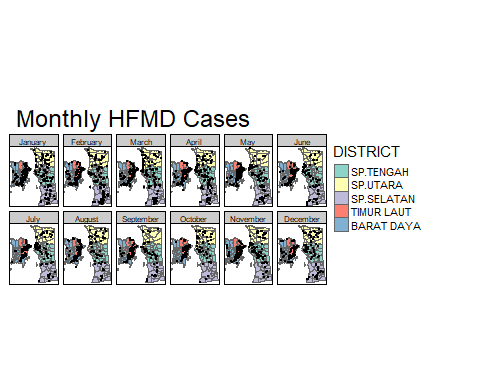 Monthly HFMD Cases
January February March April May June
July August September October November December
DISTRICT
SP.TENGAH
SP.UTARA
SP.SELATAN
TIMUR LAUT
BARAT DAYA